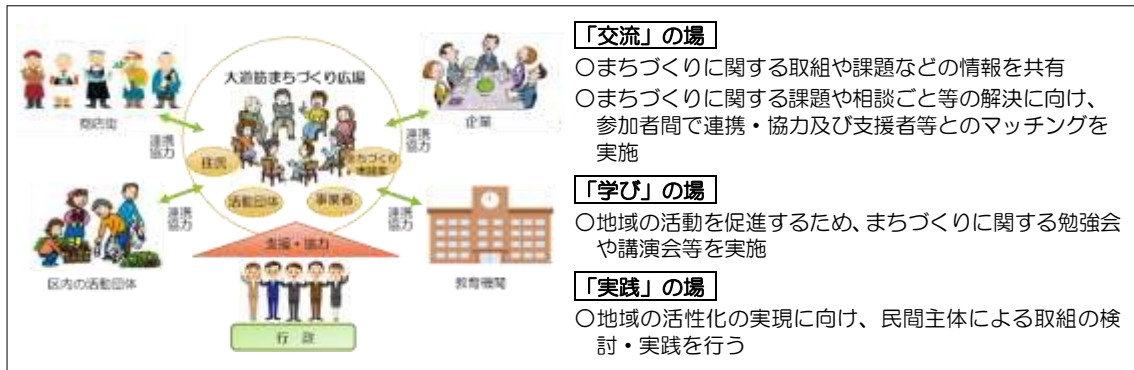 大道筋まちづくり広場
商店街
企業
連携
協力
連携
協力
住民
まちづくり
活動団体
事業者
連携
協力
連携
協力
支援・協力
区内の活動団体
教育機関
行政
「交流」の場
○まちづくりに関する取組や課題などの情報を共有
○まちづくりに関する課題や相談ごと等の解決に向け、
参加者間で連携・協力及び支援者等とのマッチングを
実施
「学び」の場
○地域の活動を促進するため、まちづくりに関する勉強会
や講演会等を実施
「実践」の場
○地域の活性化の実現に向け、民間主体による取組の検
討・実践を行う